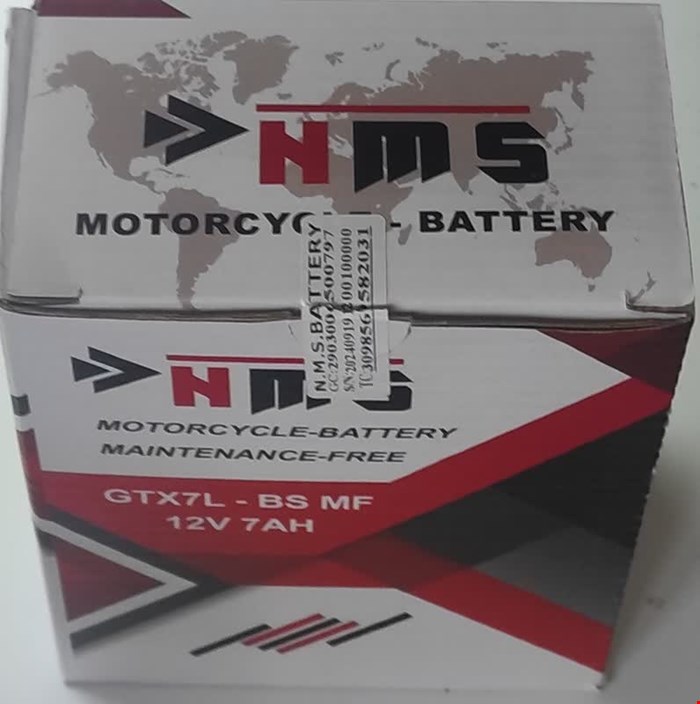 NMS
MOTORCYCLE - BATTERY
N.M.S.BATTERY
NMS
MOTORCYCLE-BATTERY
MAINTENANCE-FREE
GTX7L - BS MF
12V 7AH